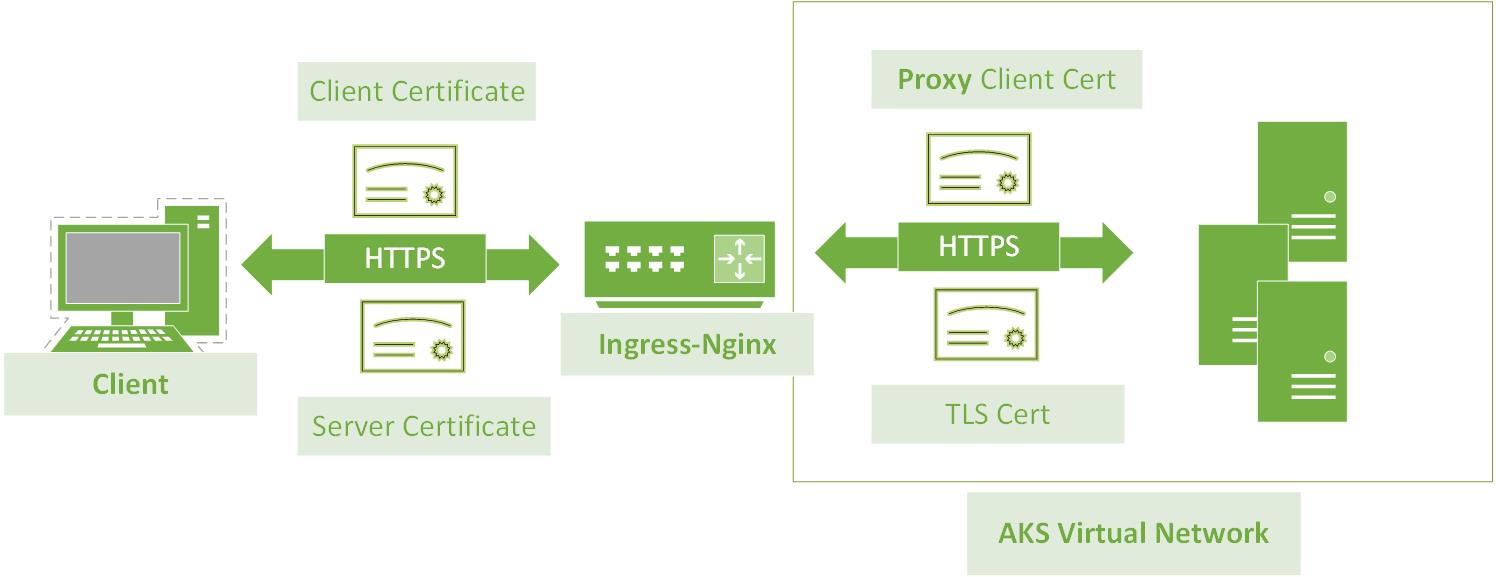 Client Certificate
HTTPS
Server Certificate
Client
Ingress-Nginx
Proxy Client Cert
HTTPS
TLS Cert
AKS Virtual Network